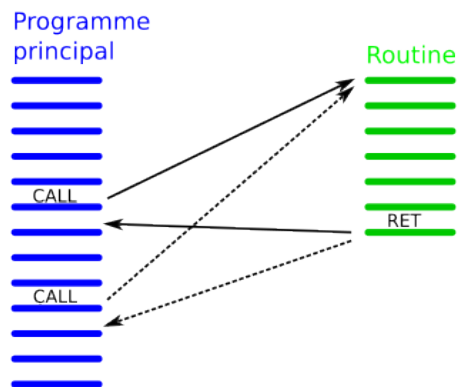 Programme
principal
Routine
CALL
RET
CALL